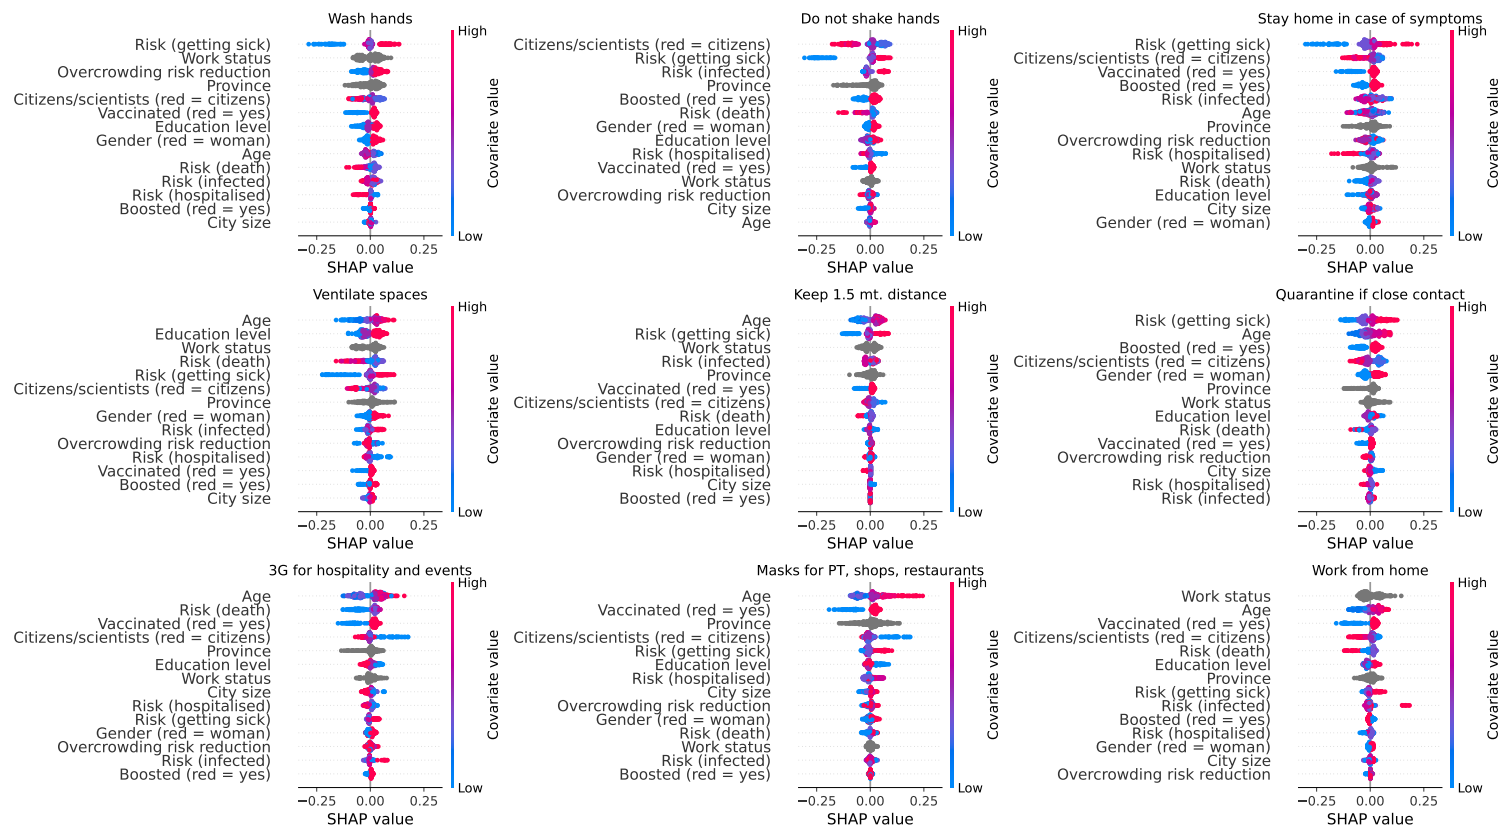 Wash hands
Risk (getting sick)
Work status
Overcrowding risk reduction
Province
Citizens/scientists (red = citizens)
Vaccinated (red = yes)
Education level
Gender (red = woman)
Age
Risk (death)
Risk (infected)
Risk (hospitalised)
Boosted (red = yes)
City size
−0.25 0.00 0.25
SHAP value
High
Low
Covariate value
Do not shake hands
Citizens/scientists (red = citizens)
Risk (getting sick)
Risk (infected)
Province
Boosted (red = yes)
Risk (death)
Gender (red = woman)
Education level
Risk (hospitalised)
Vaccinated (red = yes)
Work status
Overcrowding risk reduction
City size
Age
−0.25 0.00 0.25
SHAP value
High
Low
Covariate value
Stay home in case of symptoms
Risk (getting sick)
Citizens/scientists (red = citizens)
Vaccinated (red = yes)
Boosted (red = yes)
Risk (infected)
Age
Province
Overcrowding risk reduction
Risk (hospitalised)
Work status
Risk (death)
Education level
City size
Gender (red = woman)
−0.25 0.00 0.25
SHAP value
High
Low
Covariate value
Ventilate spaces
Age
Education level
Work status
Risk (death)
Risk (getting sick)
Citizens/scientists (red = citizens)
Province
Gender (red = woman)
Risk (infected)
Overcrowding risk reduction
Risk (hospitalised)
Vaccinated (red = yes)
Boosted (red = yes)
City size
−0.25 0.00 0.25
SHAP value
High
Low
Covariate value
Keep 1.5 mt. distance
Age
Risk (getting sick)
Work status
Risk (infected)
Province
Vaccinated (red = yes)
Citizens/scientists (red = citizens)
Risk (death)
Education level
Overcrowding risk reduction
Gender (red = woman)
Risk (hospitalised)
City size
Boosted (red = yes)
−0.25 0.00 0.25
SHAP value
High
Low
Covariate value
Quarantine if close contact
Risk (getting sick)
Age
Boosted (red = yes)
Citizens/scientists (red = citizens)
Gender (red = woman)
Province
Work status
Education level
Risk (death)
Vaccinated (red = yes)
Overcrowding risk reduction
City size
Risk (hospitalised)
Risk (infected)
−0.25 0.00 0.25
SHAP value
High
Low
Covariate value
3G for hospitality and events
Age
Risk (death)
Vaccinated (red = yes)
Citizens/scientists (red = citizens)
Province
Education level
Work status
City size
Risk (hospitalised)
Risk (getting sick)
Gender (red = woman)
Overcrowding risk reduction
Risk (infected)
Boosted (red = yes)
−0.25 0.00 0.25
SHAP value
High
Low
Covariate value
Masks for PT, shops, restaurants
Age
Vaccinated (red = yes)
Province
Citizens/scientists (red = citizens)
Risk (getting sick)
Education level
Risk (hospitalised)
City size
Overcrowding risk reduction
Gender (red = woman)
Risk (death)
Work status
Risk (infected)
Boosted (red = yes)
−0.25 0.00 0.25
SHAP value
High
Low
Covariate value
Work from home
Work status
Age
Vaccinated (red = yes)
Citizens/scientists (red = citizens)
Risk (death)
Education level
Province
Risk (getting sick)
Risk (infected)
Boosted (red = yes)
Risk (hospitalised)
Gender (red = woman)
City size
Overcrowding risk reduction
−0.25 0.00 0.25
SHAP value
High
Low
Covariate value